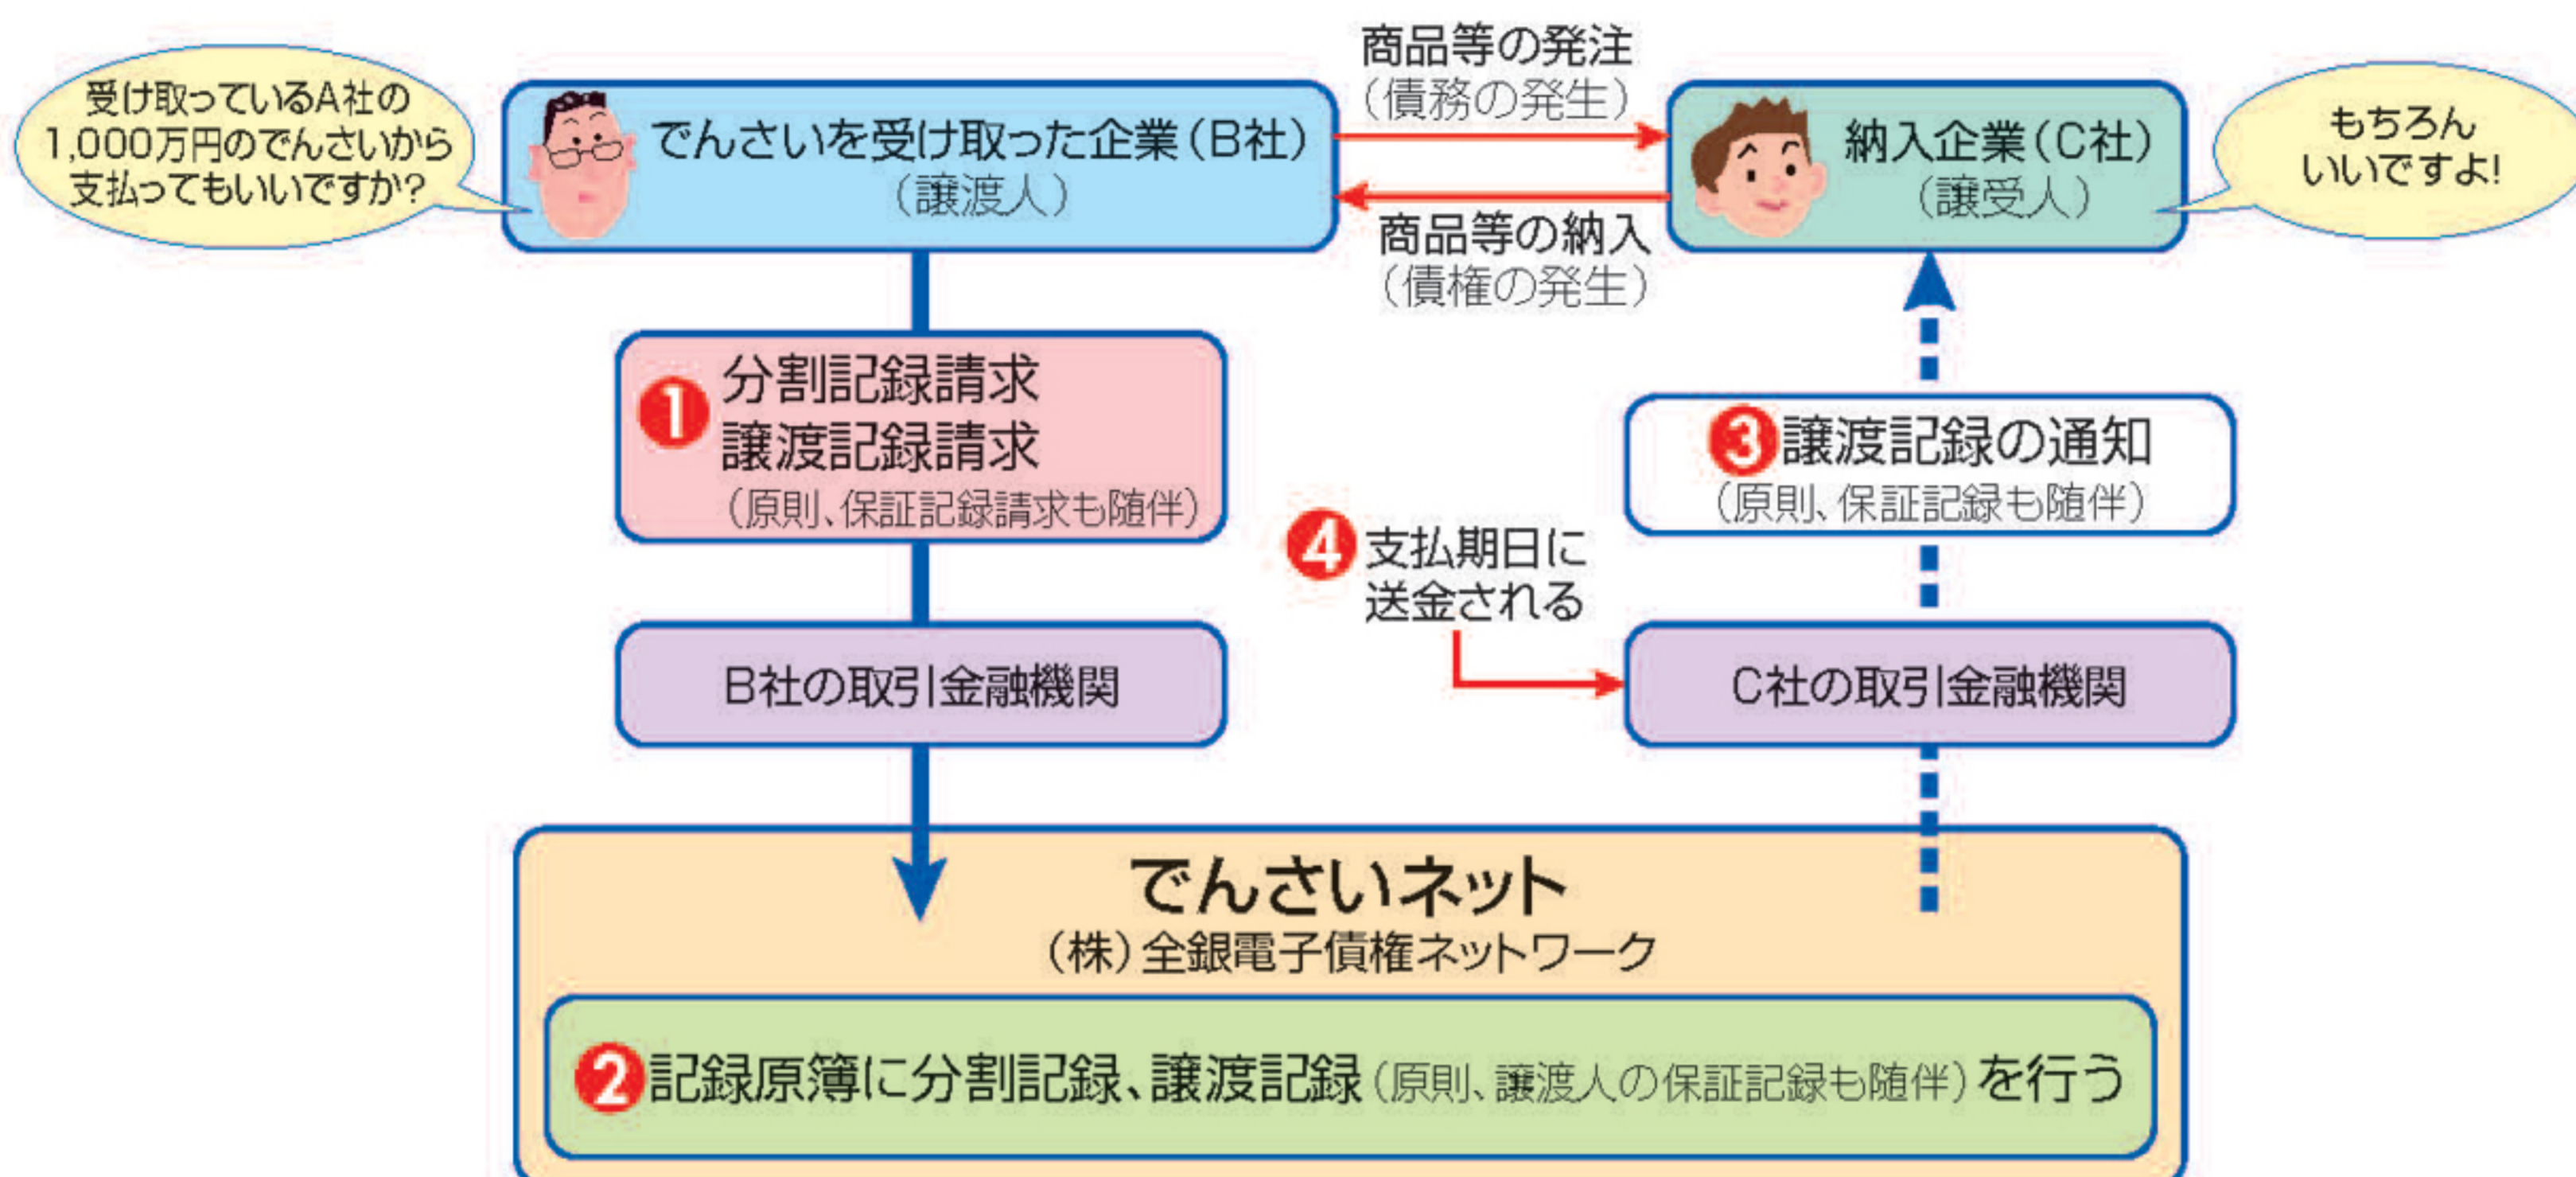 受け取っているA社の
1,000万円のでんさいから
支払ってもいいですか?
でんさいを受け取った企業(B社)
(譲渡人)
商品等の発注
(債務の発生)
商品等の納入
(債権の発生)
納入企業(C社)
(譲受人)
もちろん
いいですよ!
❶分割記録請求
譲渡記録請求
(原則、保証記録請求も随伴)
❸譲渡記録の通知
(原則、保証記録も随伴)
❹支払期日に
送金される
B社の取引金融機関
C社の取引金融機関
でんさいネット
(株)全銀電子債権ネットワーク
❷記録原簿に分割記録、譲渡記録(原則、譲渡人の保証記録も随伴)を行う